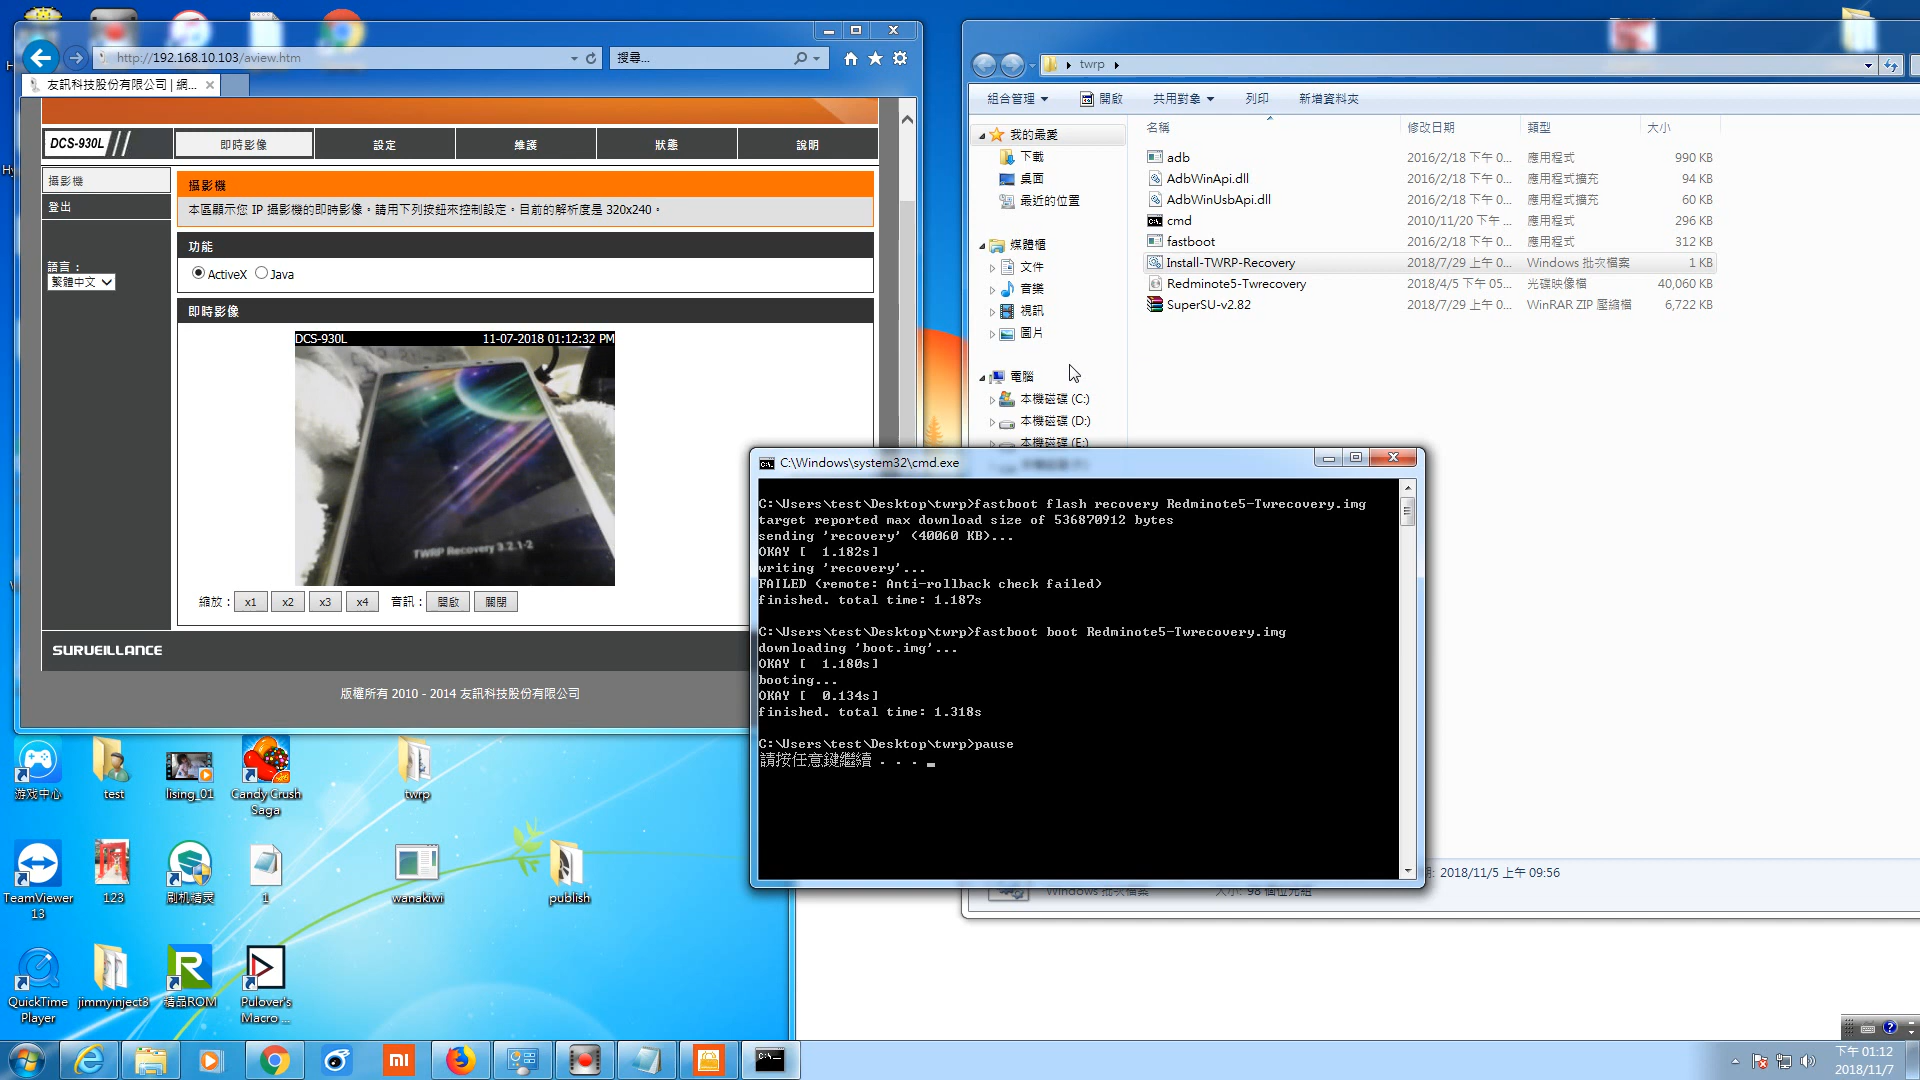 http://192.168.10.103/aview.htm
搜尋...
友訊科技股份有限公司 | 網...
DCS-930L
即時影像
設定
維護
狀態
說明
攝影機
登出
語言：
繁體中文
攝影機
本區顯示您 IP 攝影機的即時影像。請用下列按鈕來控制設定。目前的解析度是 320x240。
功能
ActiveX
Java
即時影像
DCS-930L
11-07-2018 01:12:32 PM
TWRP Recovery 3.2.1-2
縮放：
x1
x2
x3
x4
音訊：
開啟
關閉
SURVEILLANCE
版權所有 2010 - 2014 友訊科技股份有限公司
twrp
組合管理
開啟
共用對象
列印
新增資料夾
我的最愛
下載
桌面
最近的位置
媒體櫃
文件
音樂
視訊
圖片
電腦
本機磁碟 (C:)
本機磁碟 (D:)
本機磁碟 (E:)
名稱 修改日期 類型 大小
adb 2016/2/18 下午 0... 應用程式 990 KB
AdbWinApi.dll 2016/2/18 下午 0... 應用程式擴充 94 KB
AdbWinUsbApi.dll 2016/2/18 下午 0... 應用程式擴充 60 KB
cmd 2010/11/20 下午 ... 應用程式 296 KB
fastboot 2016/2/18 下午 0... 應用程式 312 KB
Install-TWRP-Recovery 2018/7/29 上午 0... Windows 批次檔案 1 KB
Redminote5-Twrecovery 2018/4/5 下午 05... 光碟映像檔 40,060 KB
SuperSU-v2.82 2018/7/29 上午 0... WinRAR ZIP 壓縮檔 6,722 KB
C:\Windows\system32\cmd.exe
C:\Users\test\Desktop\twrp>fastboot flash recovery Redminote5-Twrecovery.img
target reported max download size of 536870912 bytes
sending 'recovery' (40060 KB)...
OKAY [  1.182s]
writing 'recovery'...
FAILED (remote: Anti-rollback check failed)
finished. total time: 1.187s
C:\Users\test\Desktop\twrp>fastboot boot Redminote5-Twrecovery.img
downloading 'boot.img'...
OKAY [  1.180s]
booting...
OKAY [  0.134s]
finished. total time: 1.318s
C:\Users\test\Desktop\twrp>pause
請按任意鍵繼續 . . .
2018/11/5 上午 09:56
Windows 批次檔案
大小: 98 個位元組
游戏中心
test
lising_01
Candy Crush Saga
twrp
TeamViewer 13
123
刷机精灵
1
wanakiwi
publish
QuickTime Player
jimmyinject3
精品ROM
Pulover's Macro ...
下午 01:12
2018/11/7